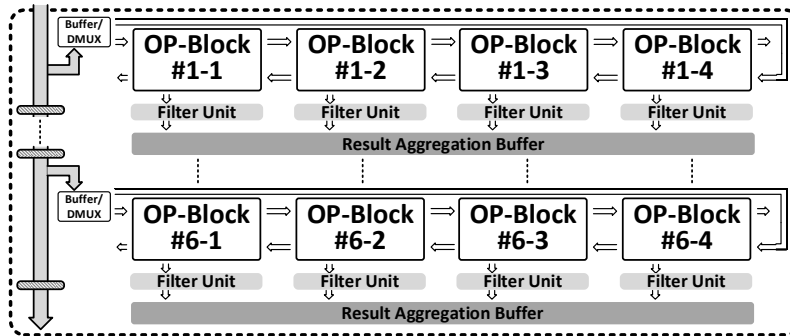 Buffer/
DMUX
OP-Block
#1-1
OP-Block
#1-2
OP-Block
#1-3
OP-Block
#1-4
Filter Unit
Filter Unit
Filter Unit
Filter Unit
Result Aggregation Buffer
Buffer/
DMUX
OP-Block
#6-1
OP-Block
#6-2
OP-Block
#6-3
OP-Block
#6-4
Filter Unit
Filter Unit
Filter Unit
Filter Unit
Result Aggregation Buffer